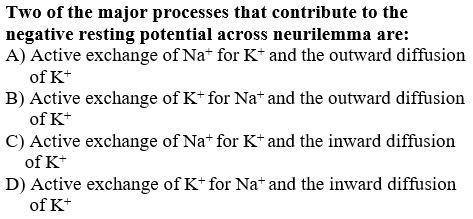 Two of the major processes that contribute to the
negative resting potential across neurilemma are:
A) Active exchange of Na⁺ for K⁺ and the outward diffusion
of K⁺
B) Active exchange of K⁺ for Na⁺ and the outward diffusion
of K⁺
C) Active exchange of Na⁺ for K⁺ and the inward diffusion
of K⁺
D) Active exchange of K⁺ for Na⁺ and the inward diffusion
of K⁺